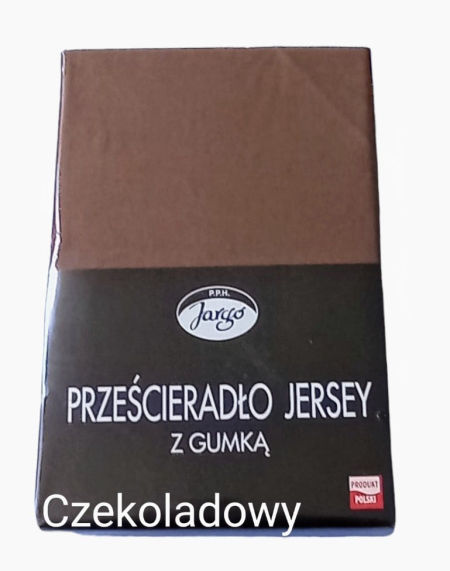 P.P.H.
Jargo
PRZEŚCIERADŁO JERSEY
Z GUMKĄ
PRODUKT
POLSKI
Czekoladowy